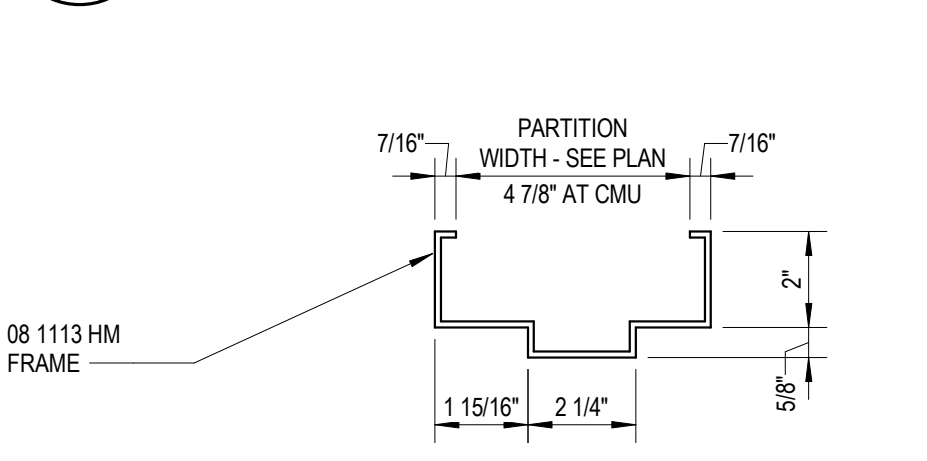 PARTITION
7/16" WIDTH - SEE PLAN 7/16"
4 7/8" AT CMU
2"
08 1113 HM
FRAME
5/8"
1 15/16" 2 1/4"